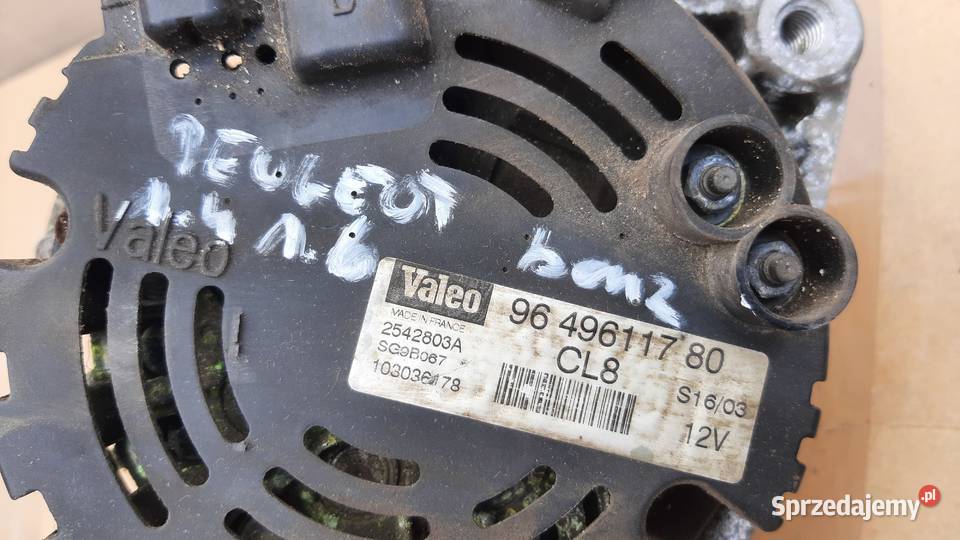 D
PEUGEOT
1.4 1.6
benz
Valeo
Valeo
MADE IN FRANCE
2542803A
SG9B067
103036178
96 496117 80
CL8
S16/03
12V
Sprzedajemy.pl